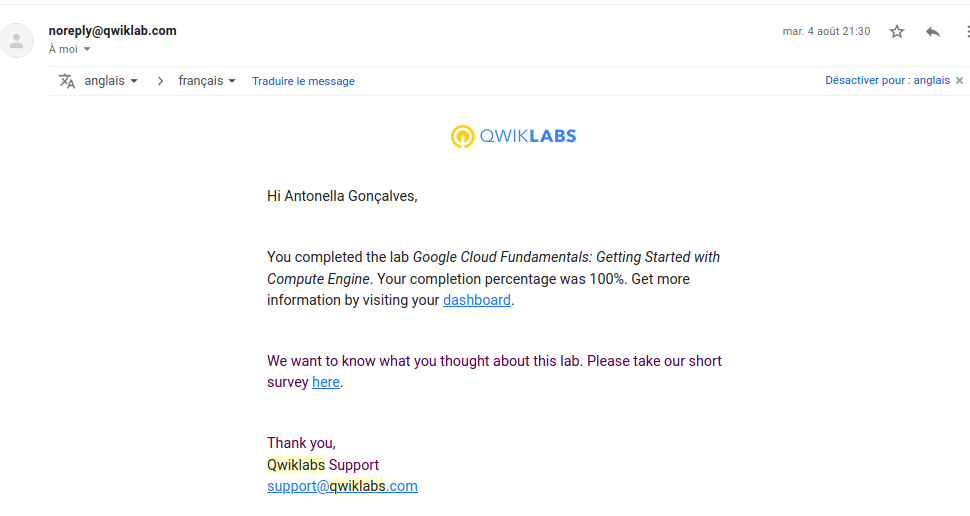 noreply@qwiklab.com
mar. 4 août 21:30
À moi
anglais
français
Traduire le message
Désactiver pour : anglais ×
QWIKLABS
Hi Antonella Gonçalves,
You completed the lab Google Cloud Fundamentals: Getting Started with
Compute Engine. Your completion percentage was 100%. Get more
information by visiting your dashboard.
We want to know what you thought about this lab. Please take our short
survey here.
Thank you,
Qwiklabs Support
support@qwiklabs.com